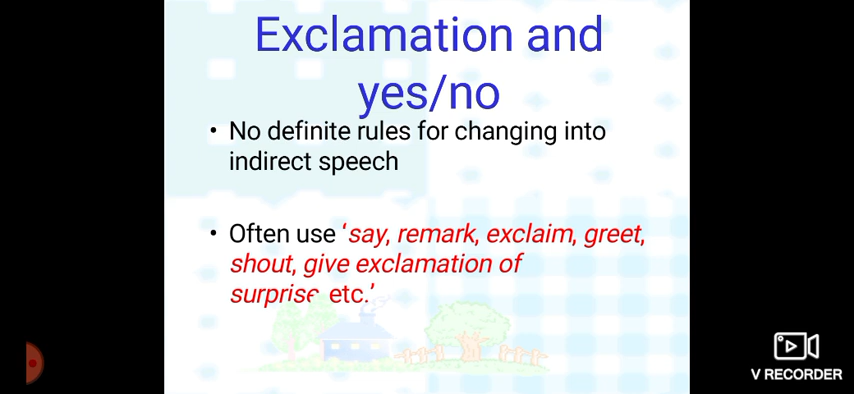 Exclamation and
yes/no
• No definite rules for changing into
indirect speech
• Often use ‘say, remark, exclaim, greet,
shout, give exclamation of
surprise etc.’
V RECORDER